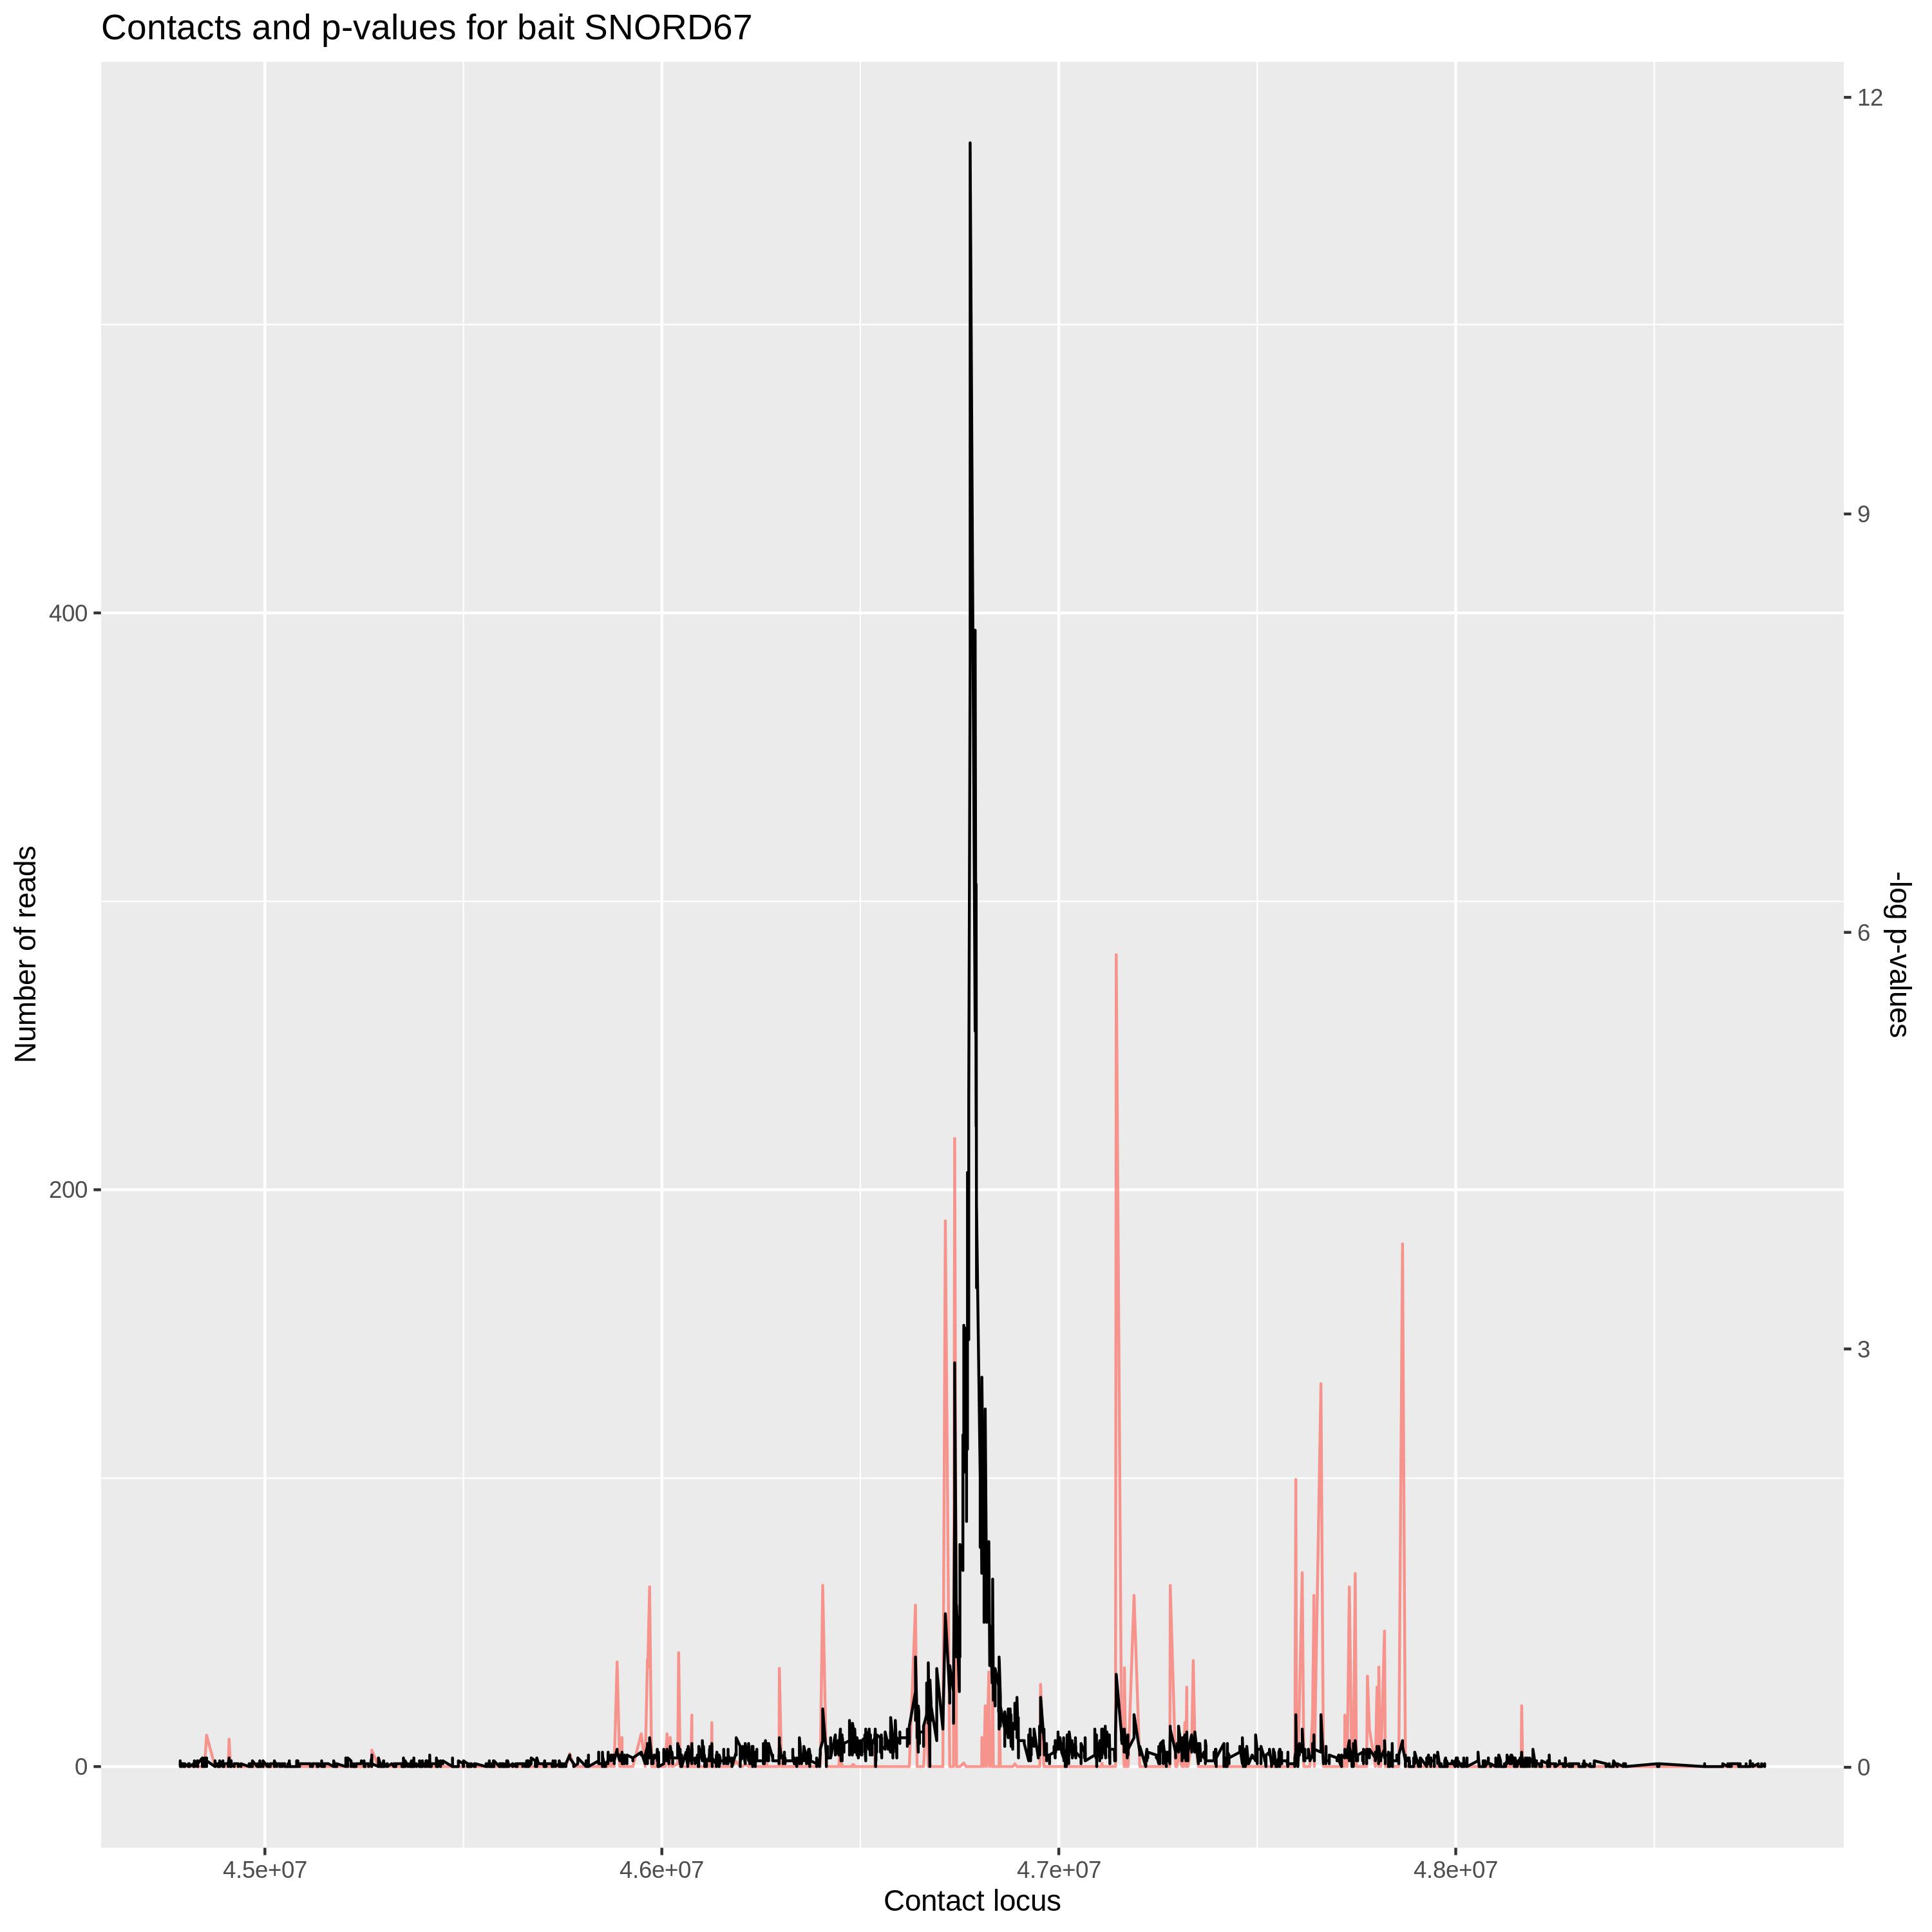 Contacts and p-values for bait SNORD67
12
9
400
Number of reads
-log p-values
6
200
3
0
0
4.5e+07
4.6e+07
4.7e+07
4.8e+07
Contact locus